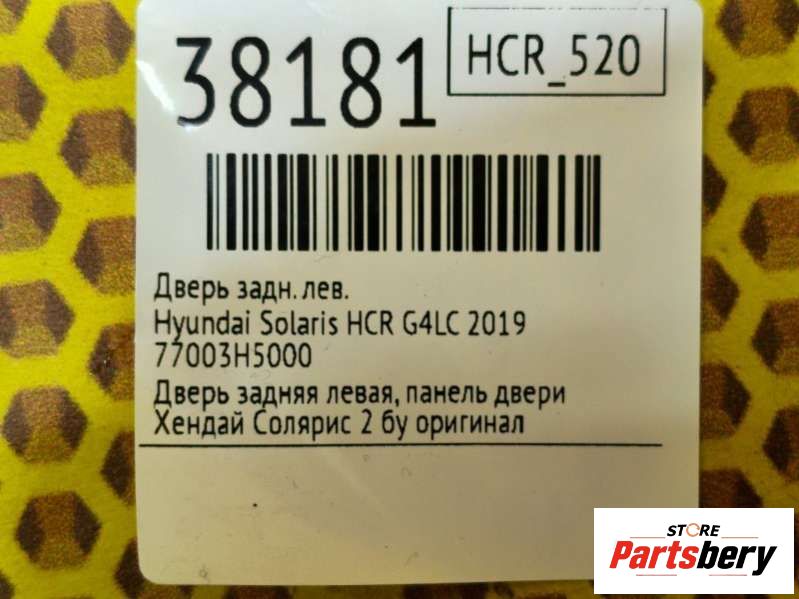 38181
HCR_520
Дверь задн. лев.
Hyundai Solaris HCR G4LC 2019
77003H5000
Дверь задняя левая, панель двери
Хендай Солярис 2 бу оригинал
STORE
Partsbery